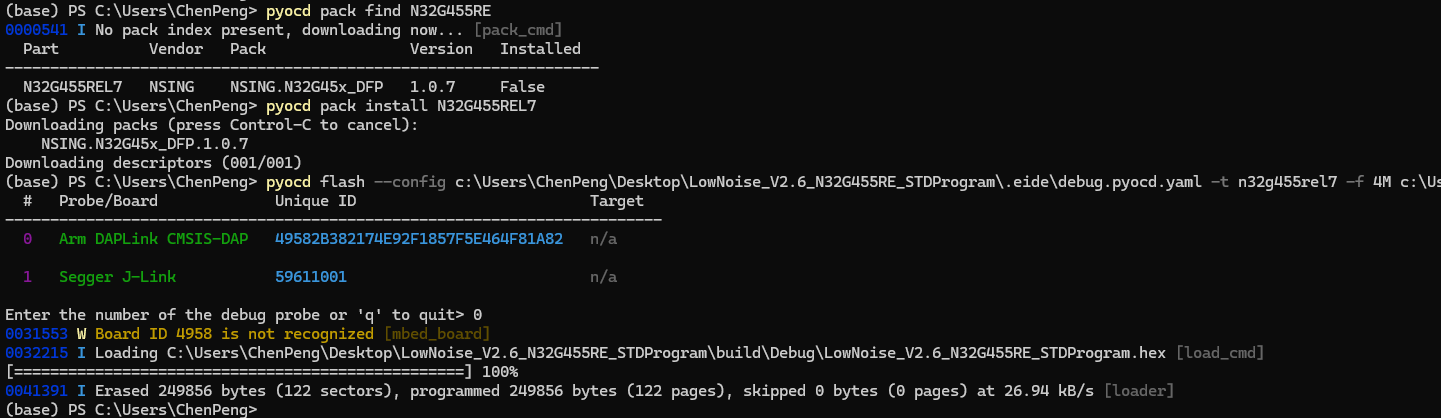 (base) PS C:\Users\ChenPeng> pyocd pack find N32G455RE
0000541 I No pack index present, downloading now... [pack_cmd]
Part Vendor Pack Version Installed
------------------------------------------------------------------
N32G455REL7 NSING NSING.N32G45x_DFP 1.0.7 False
(base) PS C:\Users\ChenPeng> pyocd pack install N32G455REL7
Downloading packs (press Control-C to cancel):
NSING.N32G45x_DFP.1.0.7
Downloading descriptors (001/001)
(base) PS C:\Users\ChenPeng> pyocd flash --config c:\Users\ChenPeng\Desktop\LowNoise_V2.6_N32G455RE_STDProgram\.eide\debug.pyocd.yaml -t n32g455rel7 -f 4M c:\Us
# Probe/Board Unique ID Target
-------------------------------------------------------------------------
0 Arm DAPLink CMSIS-DAP 49582B382174E92F1857F5E464F81A82 n/a
1 Segger J-Link 59611001 n/a
Enter the number of the debug probe or 'q' to quit> 0
0031553 W Board ID 4958 is not recognized [mbed_board]
0032215 I Loading C:\Users\ChenPeng\Desktop\LowNoise_V2.6_N32G455RE_STDProgram\build\Debug\LowNoise_V2.6_N32G455RE_STDProgram.hex [load_cmd]
[==================================================] 100%
0041391 I Erased 249856 bytes (122 sectors), programmed 249856 bytes (122 pages), skipped 0 bytes (0 pages) at 26.94 kB/s [loader]
(base) PS C:\Users\ChenPeng>